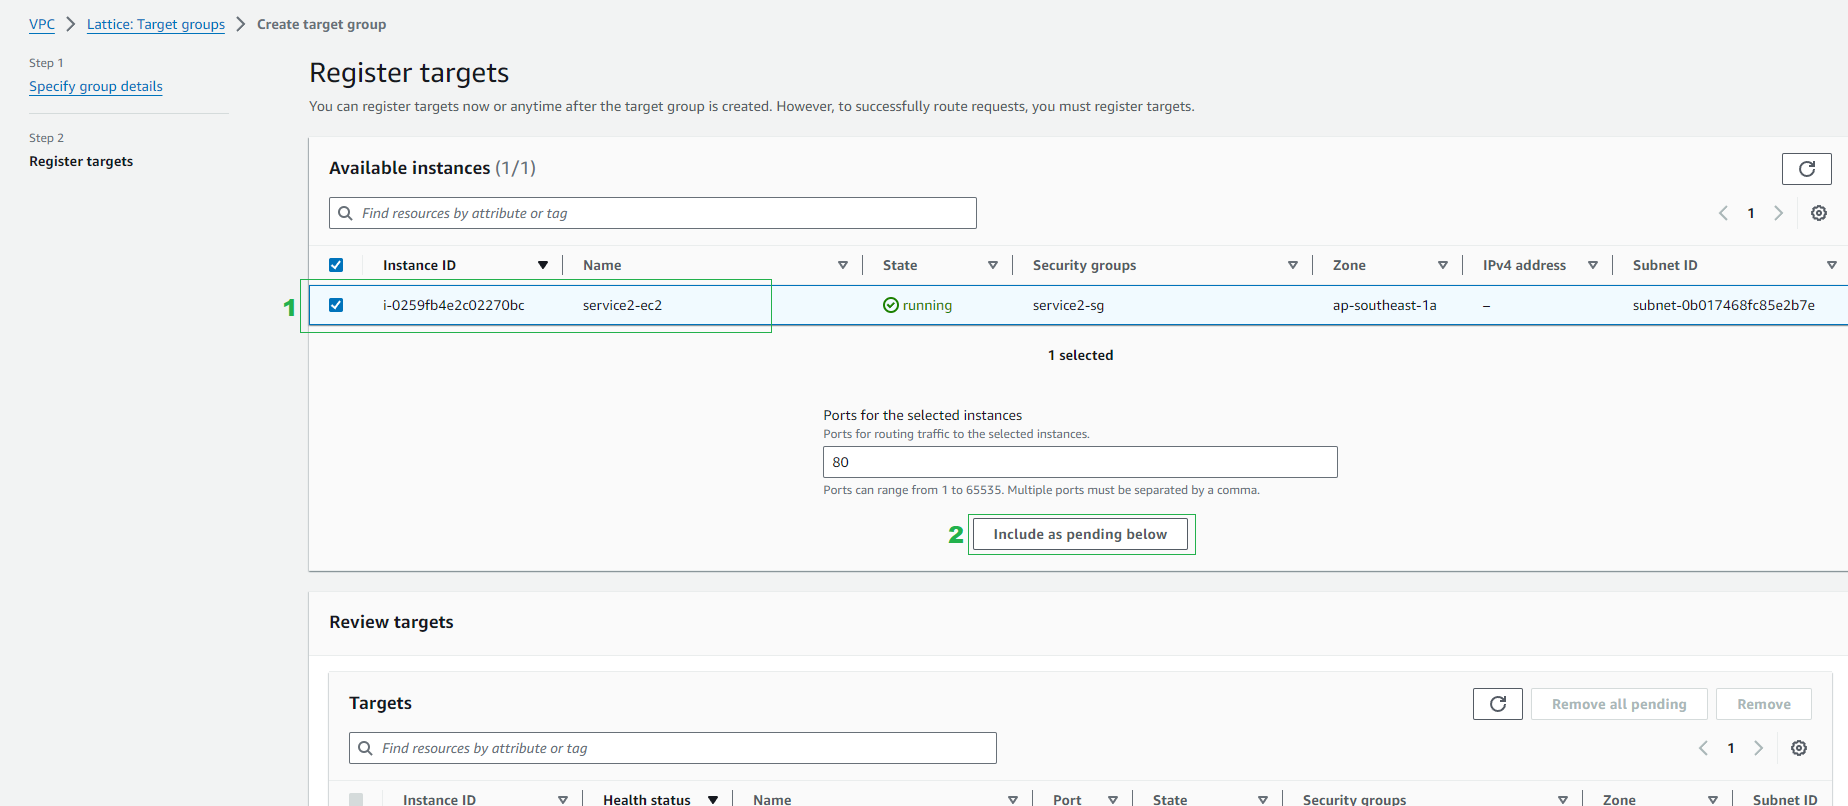 VPC > Lattice: Target groups > Create target group
Step 1
Specify group details
Step 2
Register targets
Register targets
You can register targets now or anytime after the target group is created. However, to successfully route requests, you must register targets.
Available instances (1/1)
Find resources by attribute or tag
1
Instance ID Name State Security groups Zone IPv4 address Subnet ID
1 i-0259fb4e2c02270bc service2-ec2 running service2-sg ap-southeast-1a – subnet-0b017468fc85e2b7e
1 selected
Ports for the selected instances
Ports for routing traffic to the selected instances.
80
Ports can range from 1 to 65535. Multiple ports must be separated by a comma.
2 Include as pending below
Review targets
Targets
Remove all pending Remove
Find resources by attribute or tag
1
Instance ID Health status Name Port State Security groups Zone Subnet ID